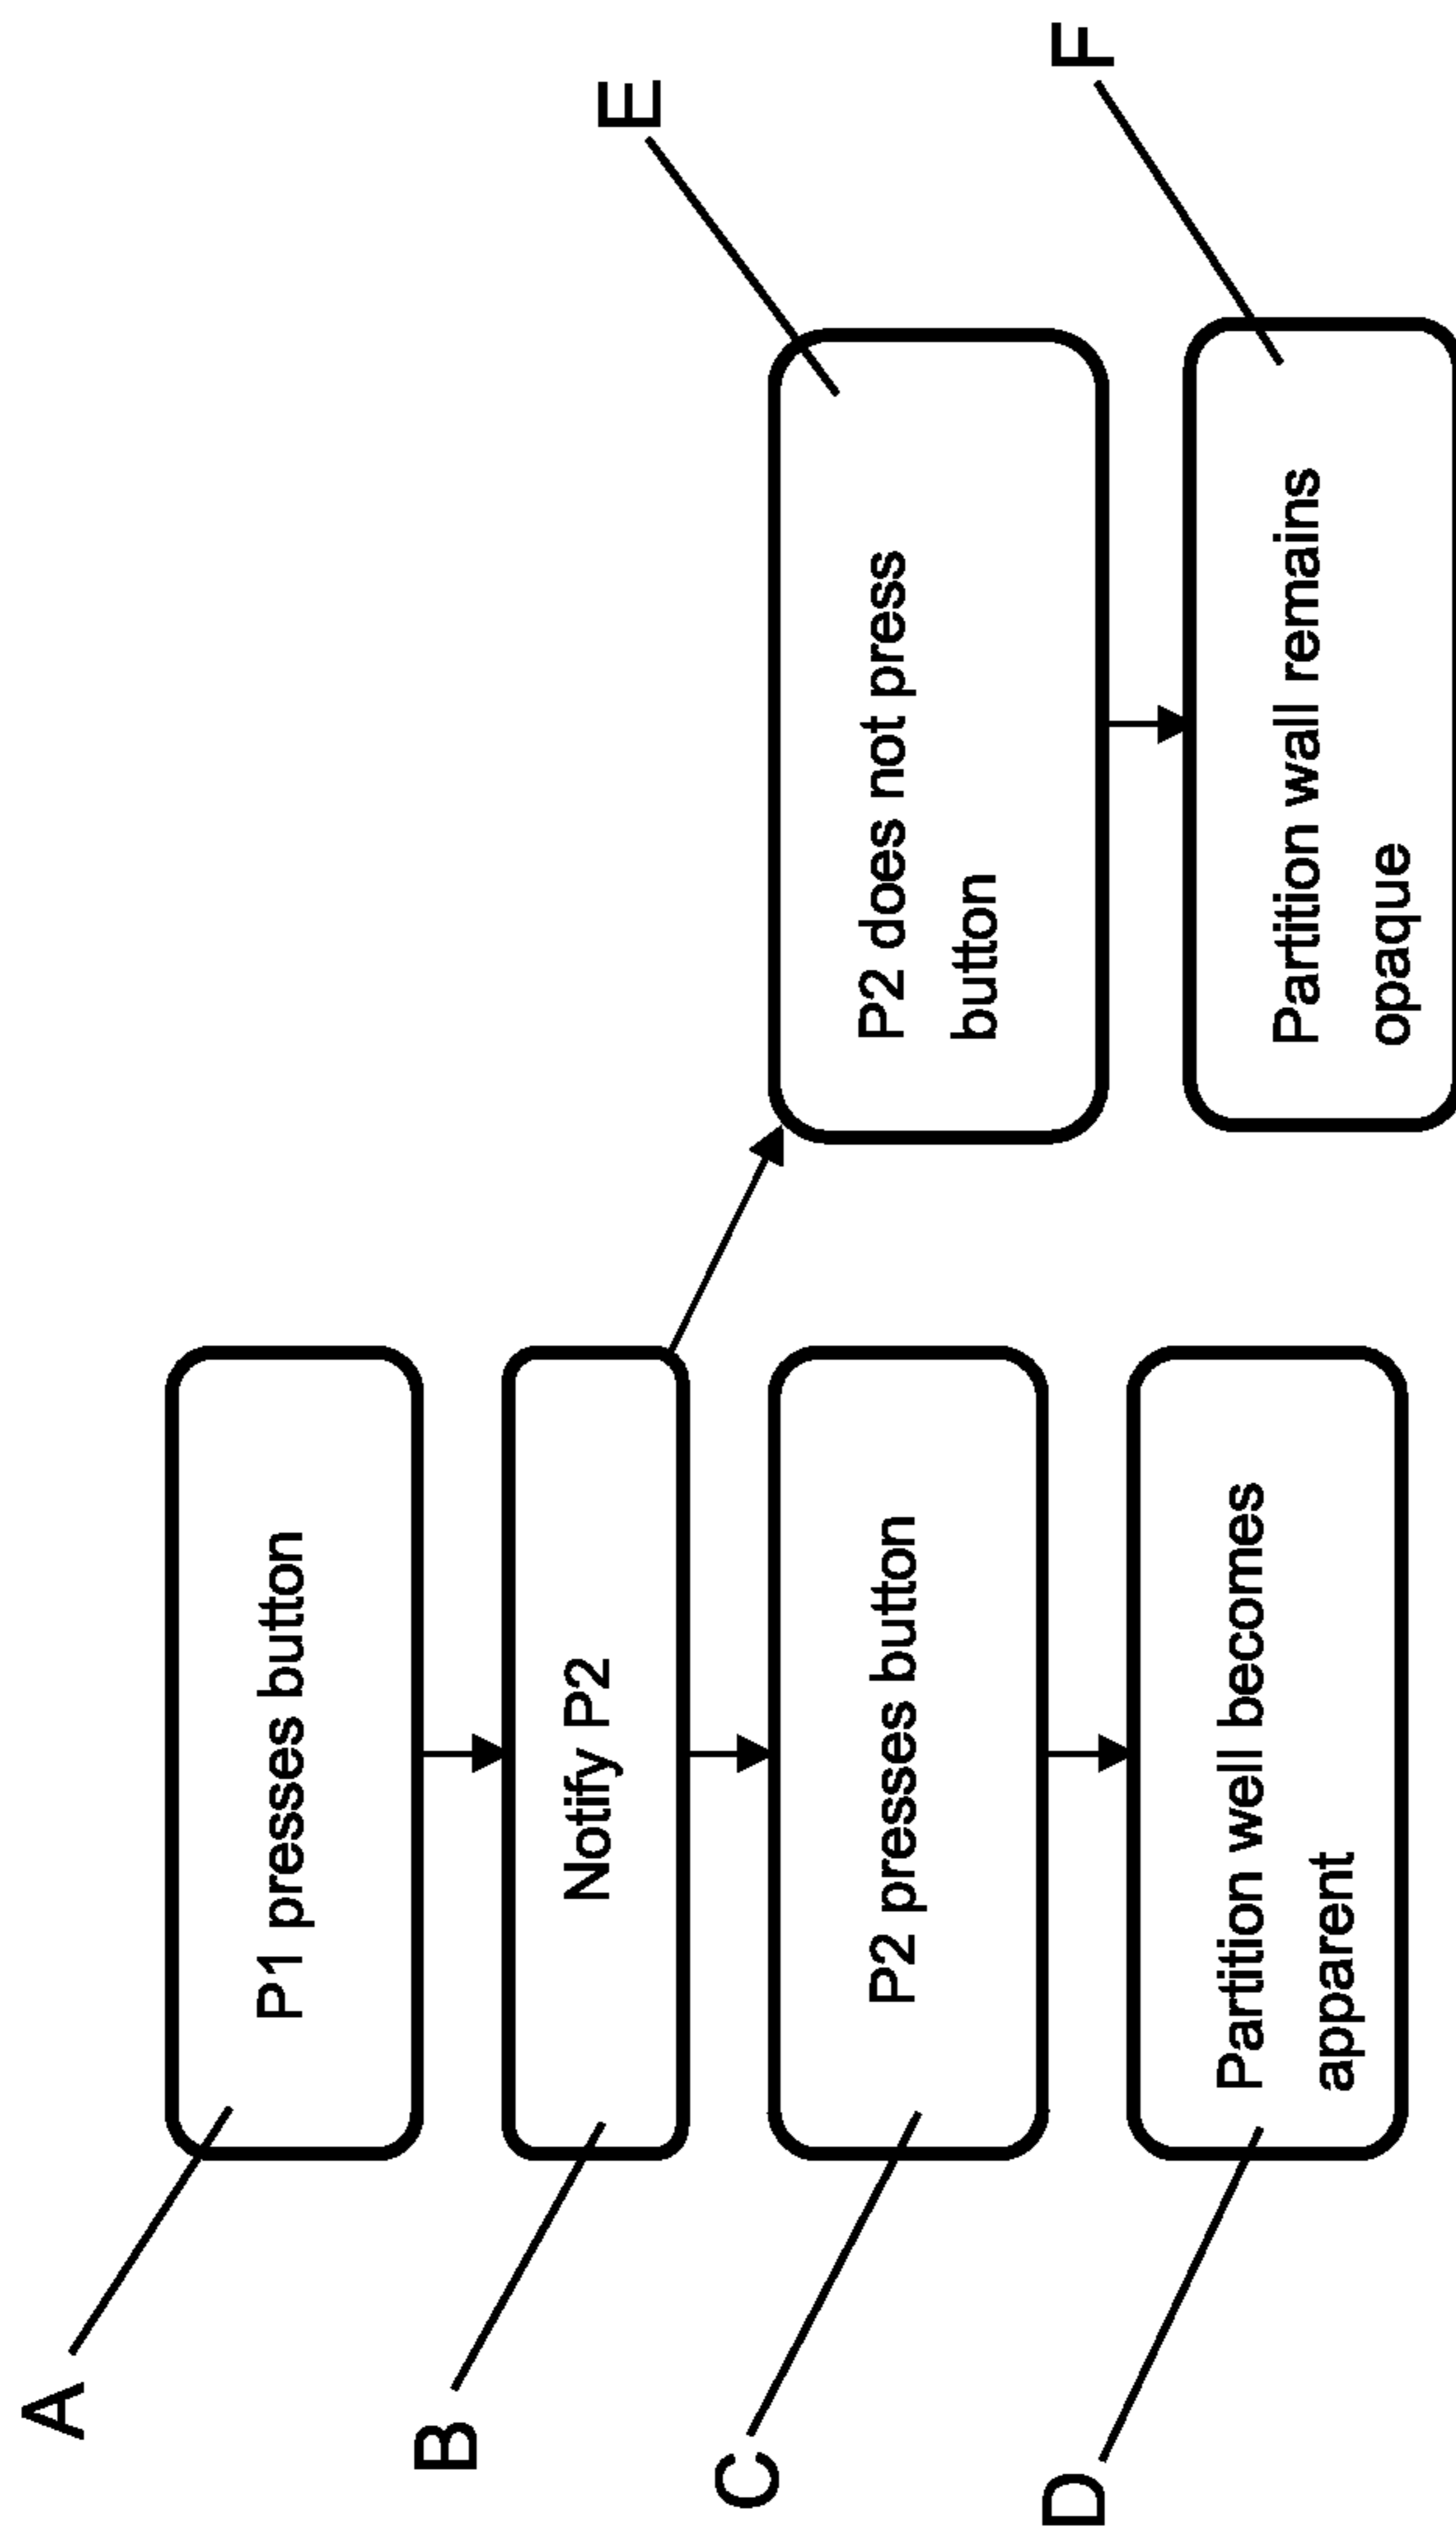 A
P1 presses button
B
Notify P2
C
P2 presses button
D
Partition well becomes
apparent
E
P2 does not press
button
F
Partition wall remains
opaque